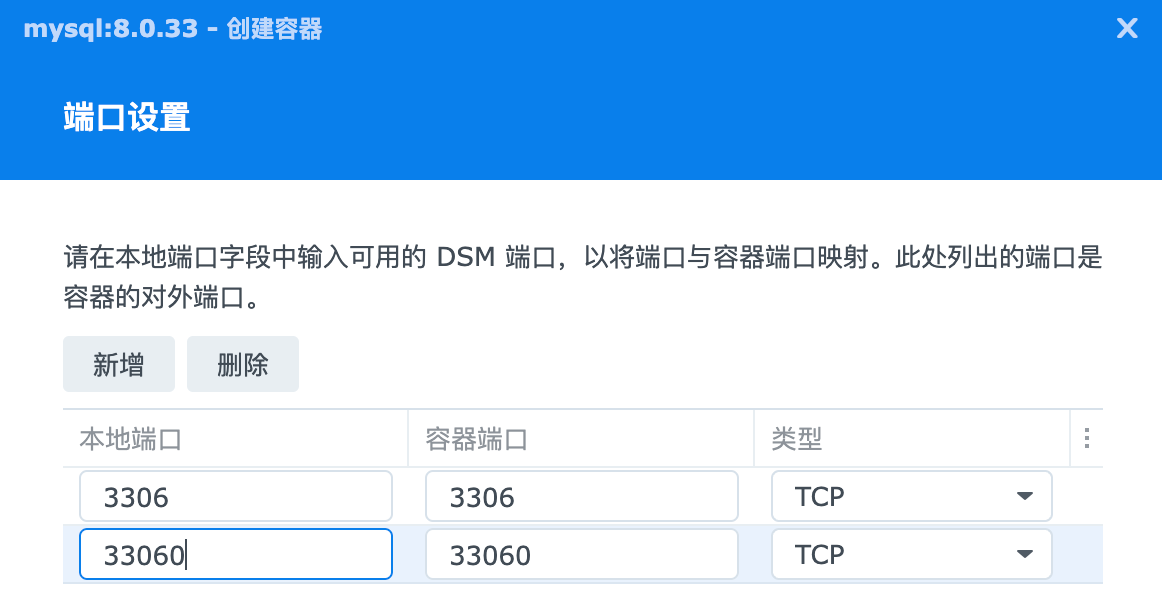 mysql:8.0.33 - 创建容器
端口设置
请在本地端口字段中输入可用的 DSM 端口，以将端口与容器端口映射。此处列出的端口是
容器的对外端口。
新增 删除
本地端口 容器端口 类型
3306 3306 TCP
33060 33060 TCP